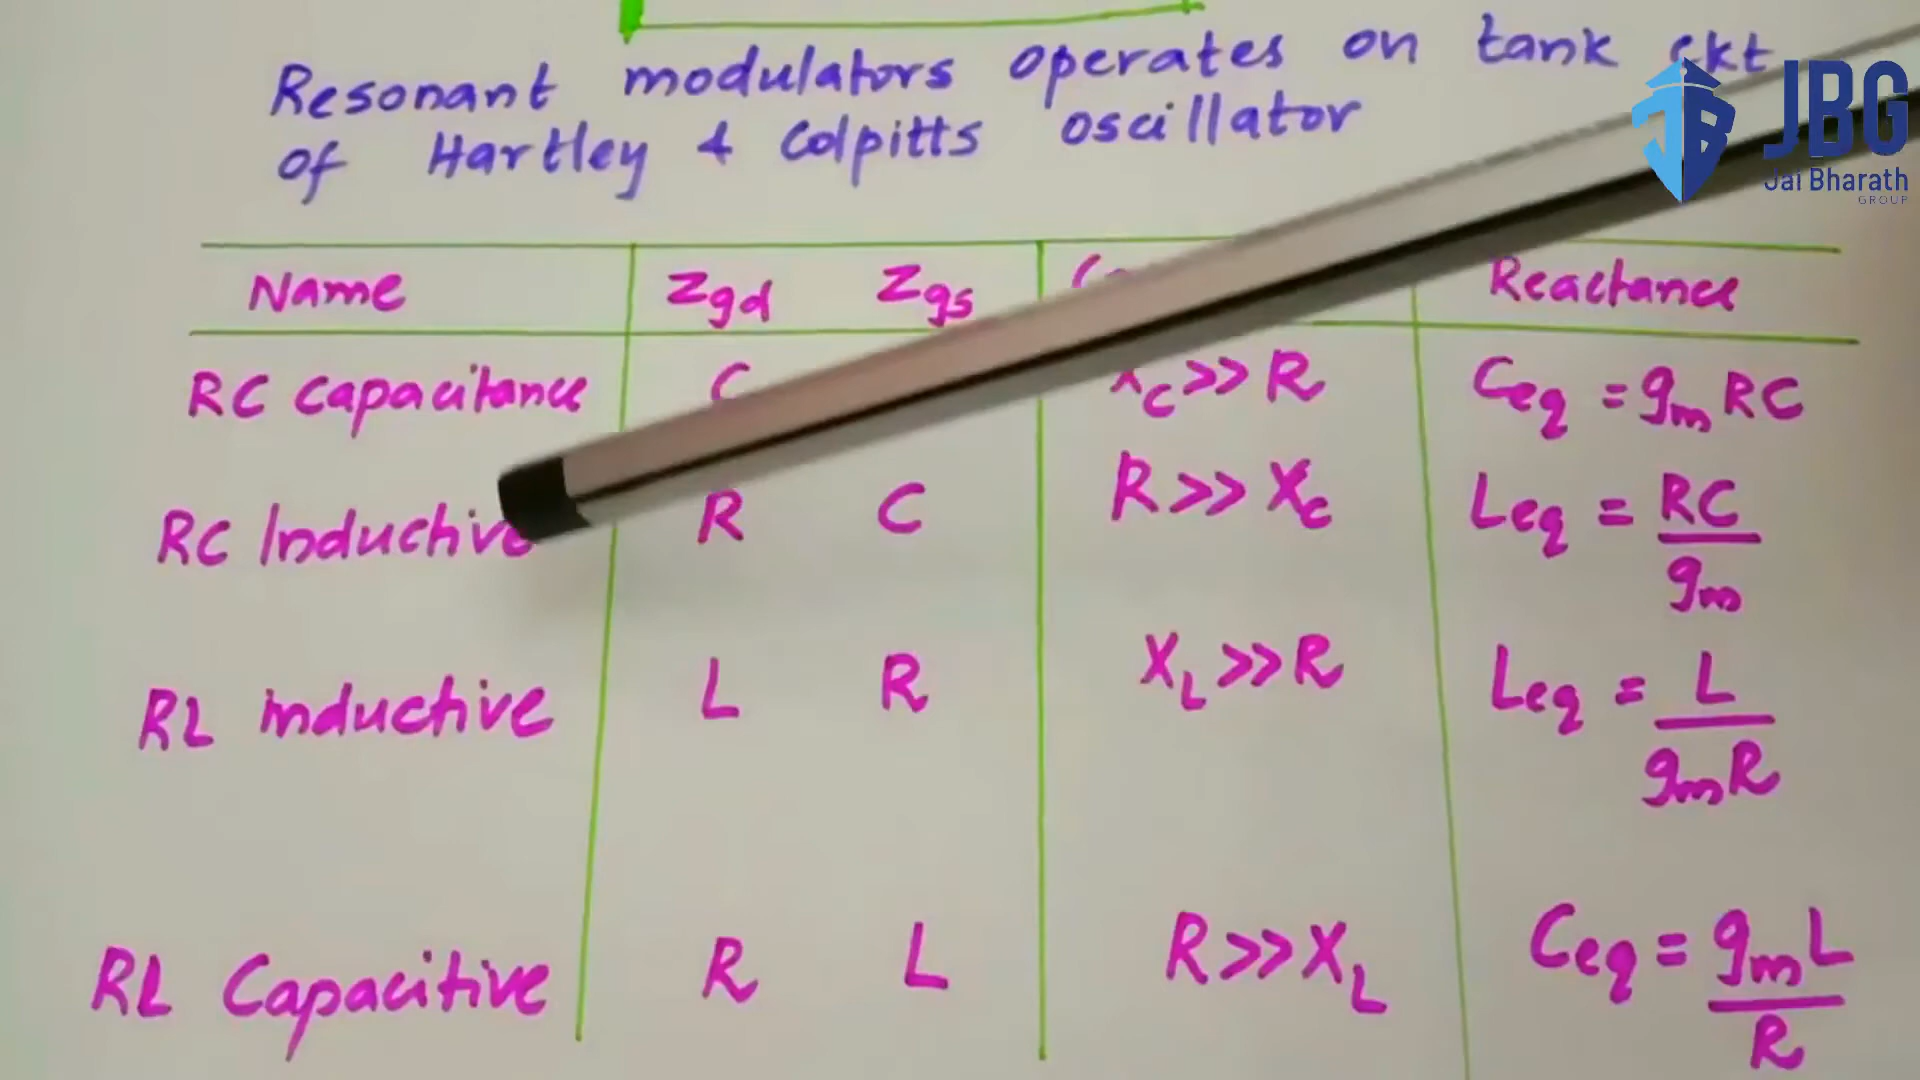 Resonant modulators operates on tank ckt
of Hartley & Colpitts oscillator
JBG
Jai Bharath
GROUP
Name Zgd Zgs Reactance
RC Capacitance C Xc >> R Ceq = gm RC
RC Inductive R C R >> Xc Leq = RC
gm
RL inductive L R XL >> R Leq = L
gmR
RL Capacitive R L R >> XL Ceq = gmL
R